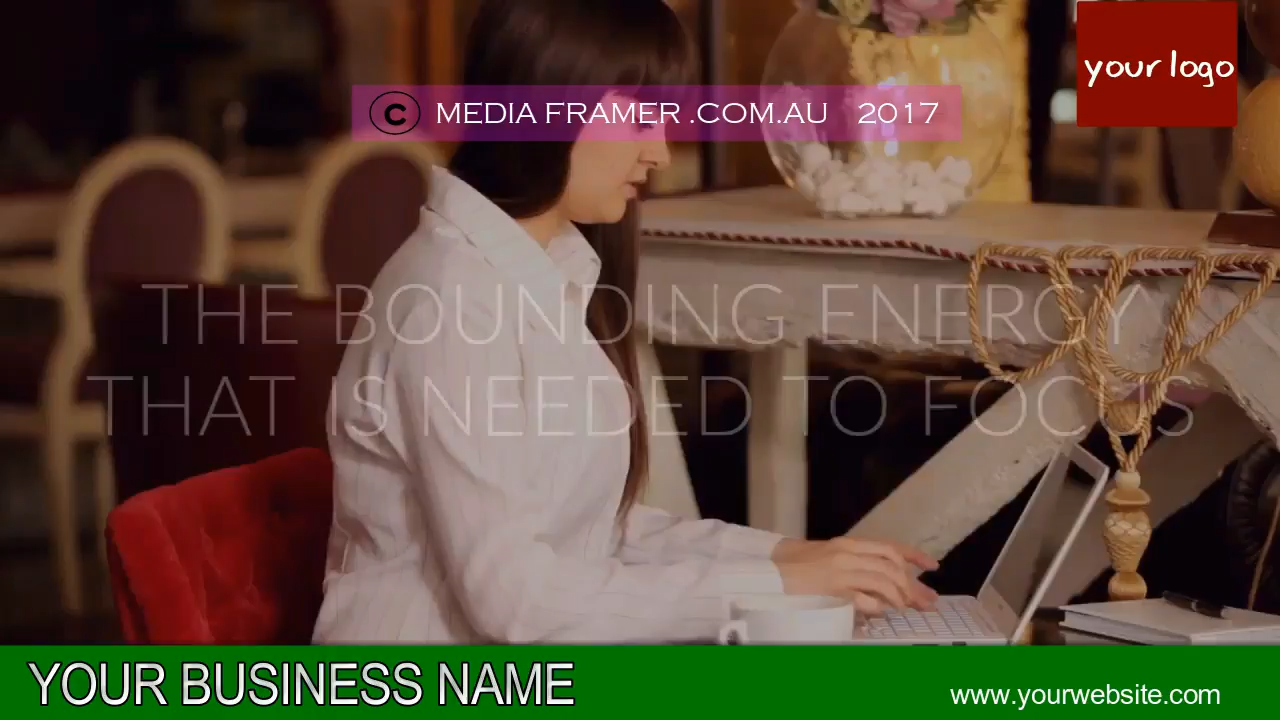 your logo
© MEDIA FRAMER .COM.AU 2017
THE BOUNDING ENERGY
THAT IS NEEDED TO FOCUS
YOUR BUSINESS NAME
www.yourwebsite.com